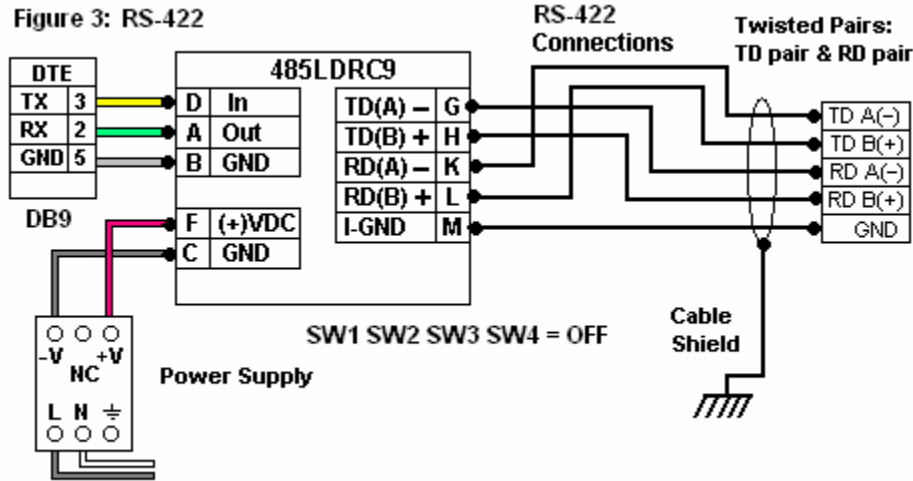 Figure 3: RS-422
RS-422
Connections
Twisted Pairs:
TD pair & RD pair
DTE
TX 3
RX 2
GND 5
DB9
485LDRC9
D In
A Out
B GND
F (+)VDC
C GND
TD(A) – G
TD(B) + H
RD(A) – K
RD(B) + L
I-GND M
TD A(-)
TD B(+)
RD A(-)
RD B(+)
GND
SW1 SW2 SW3 SW4 = OFF
Cable
Shield
-V +V
NC
L N
Power Supply